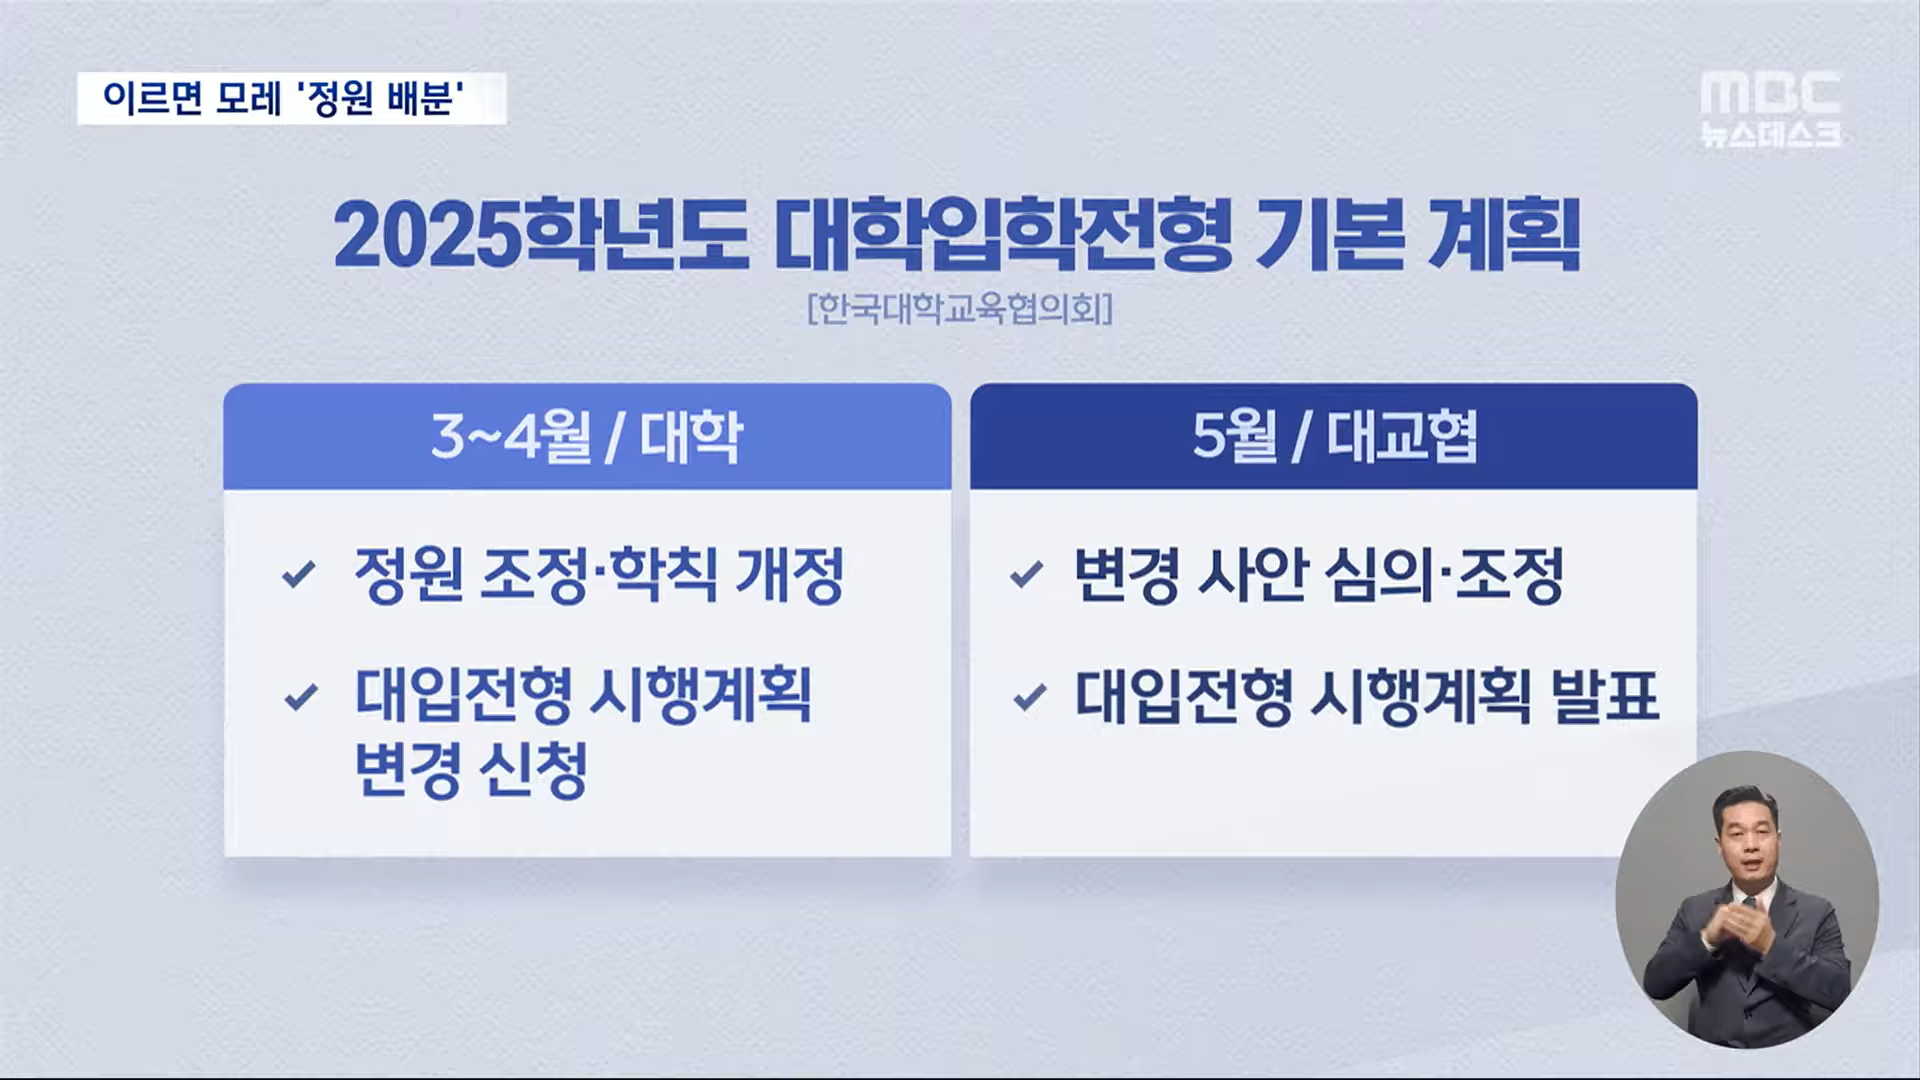 이르면 모레 '정원 배분'
MBC
뉴스데스크
2025학년도 대학입학전형 기본 계획
[한국대학교육협의회]
3~4월 / 대학
정원 조정·학칙 개정
대입전형 시행계획
변경 신청
5월 / 대교협
변경 사안 심의·조정
대입전형 시행계획 발표